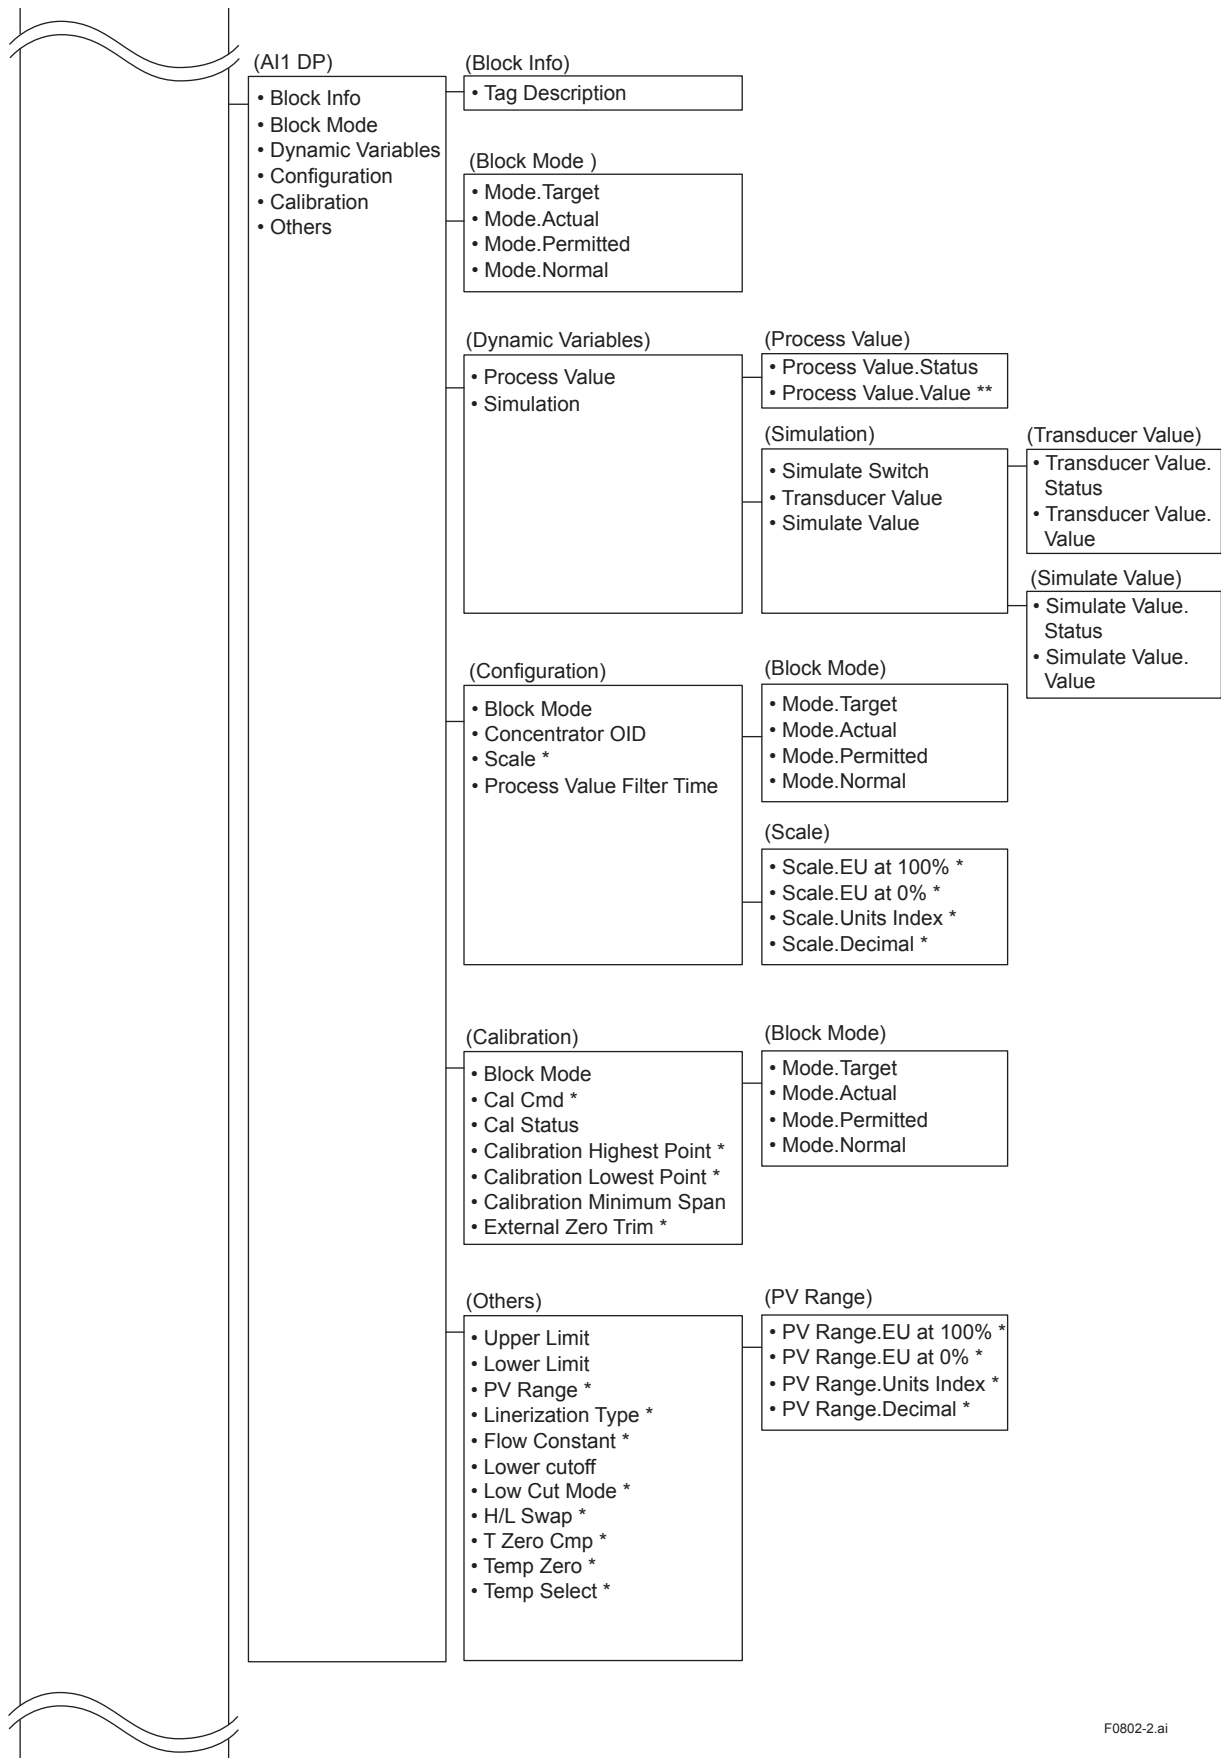 (AI1 DP)
• Block Info
• Block Mode
• Dynamic Variables
• Configuration
• Calibration
• Others
(Block Info)
• Tag Description
(Block Mode )
• Mode.Target
• Mode.Actual
• Mode.Permitted
• Mode.Normal
(Dynamic Variables)
• Process Value
• Simulation
(Process Value)
• Process Value.Status
• Process Value.Value **
(Simulation)
• Simulate Switch
• Transducer Value
• Simulate Value
(Transducer Value)
• Transducer Value.
Status
• Transducer Value.
Value
(Simulate Value)
• Simulate Value.
Status
• Simulate Value.
Value
(Configuration)
• Block Mode
• Concentrator OID
• Scale *
• Process Value Filter Time
(Block Mode)
• Mode.Target
• Mode.Actual
• Mode.Permitted
• Mode.Normal
(Scale)
• Scale.EU at 100% *
• Scale.EU at 0% *
• Scale.Units Index *
• Scale.Decimal *
(Calibration)
• Block Mode
• Cal Cmd *
• Cal Status
• Calibration Highest Point *
• Calibration Lowest Point *
• Calibration Minimum Span
• External Zero Trim *
(Block Mode)
• Mode.Target
• Mode.Actual
• Mode.Permitted
• Mode.Normal
(Others)
• Upper Limit
• Lower Limit
• PV Range *
• Linerization Type *
• Flow Constant *
• Lower cutoff
• Low Cut Mode *
• H/L Swap *
• T Zero Cmp *
• Temp Zero *
• Temp Select *
(PV Range)
• PV Range.EU at 100% *
• PV Range.EU at 0% *
• PV Range.Units Index *
• PV Range.Decimal *
F0802-2.ai